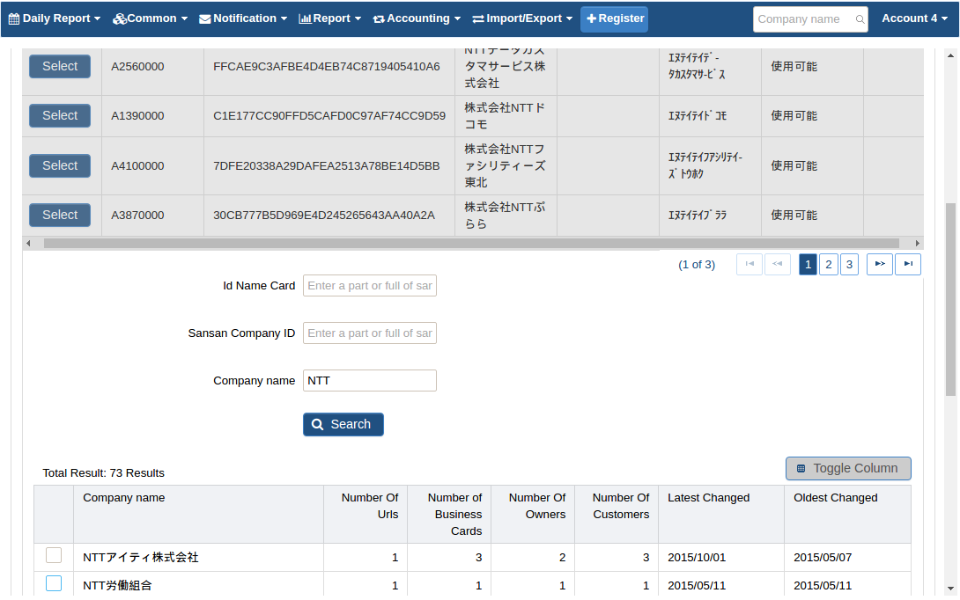 Daily Report Common Notification Report Accounting Import/Export Register Company name Account 4
NTTデータカス
タマサービス株
式会社
Select A2560000 FFCAE9C3AFBE4D4EB74C8719405410A6 ｴﾇﾃｨﾃｨﾃﾞｰ
ﾀｶｽﾀﾏｻｰﾋﾞｽ 使用可能
Select A1390000 C1E177CC90FFD5CAFD0C97AF74CC9D59 株式会社NTTド
コモ ｴﾇﾃｲﾃｲﾄﾞｺﾓ 使用可能
Select A4100000 7DFE20338A29DAFEA2513A78BE14D5BB 株式会社NTTフ
ァシリティーズ
東北 ｴﾇﾃｲﾃｲﾌｱｼﾘﾃｲｰ
ｽﾞﾄｳﾎｸ 使用可能
Select A3870000 30CB777B5D969E4D245265643AA40A2A 株式会社NTTぷ
らら ｴﾇﾃｲﾃｲﾌﾟﾗﾗ 使用可能
(1 of 3) 1 2 3
Id Name Card Enter a part or full of sar
Sansan Company ID Enter a part or full of sar
Company name NTT
Search
Total Result: 73 Results Toggle Column
Company name Number Of
Urls Number of
Business
Cards Number Of
Owners Number Of
Customers Latest Changed Oldest Changed
NTTアイティ株式会社 1 3 2 3 2015/10/01 2015/05/07
NTT労働組合 1 1 1 1 2015/05/11 2015/05/11